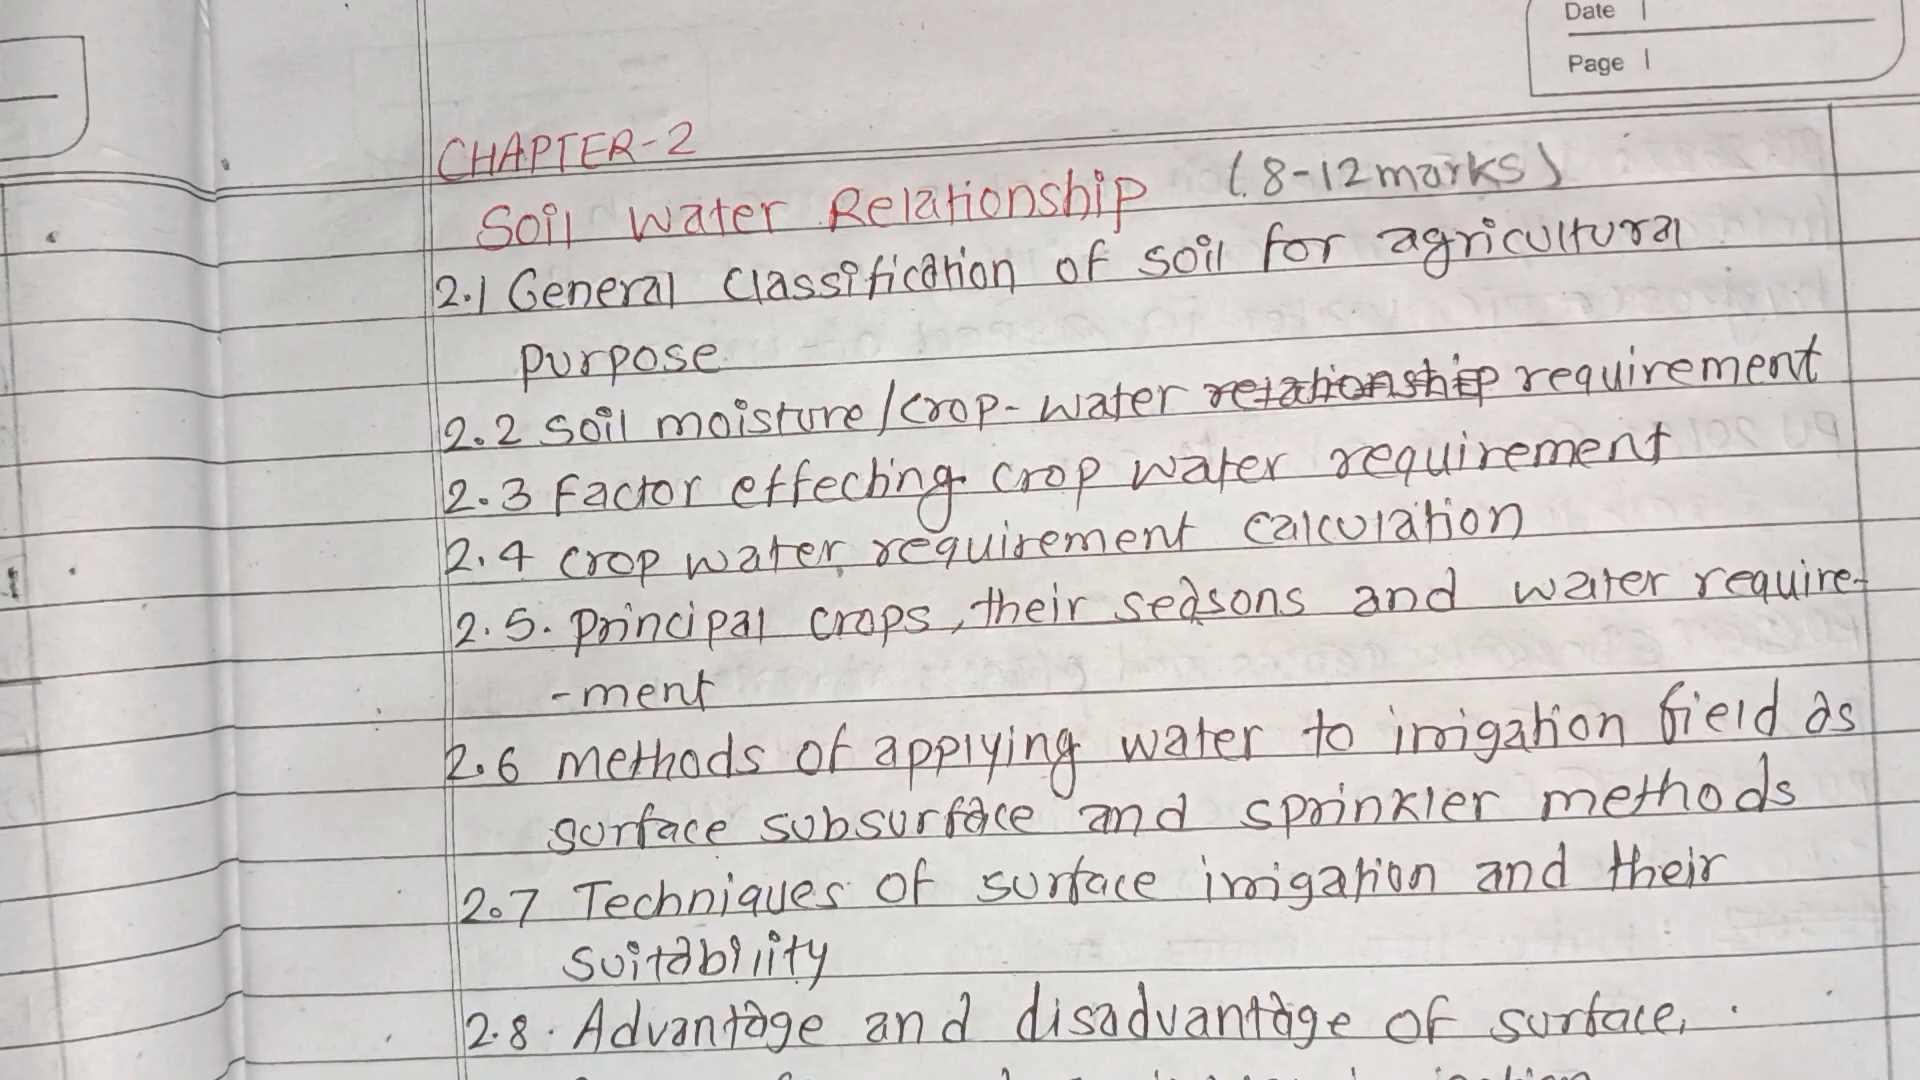 Date
Page
CHAPTER-2
Soil Water Relationship (8-12marks)
2.1 General classification of soil for agricultural
purpose
2.2 Soil moisture/crop-water relationship requirement
2.3 Factor effecting crop water requirement
2.4 crop water requirement calculation
2.5. principal crops, their seasons and water require-
-ment
2.6 methods of applying water to irrigation field as
surface subsurface and sprinkler methods
2.7 Techniques of surface irrigation and their
suitability
2.8. Advantage and disadvantage of surface,